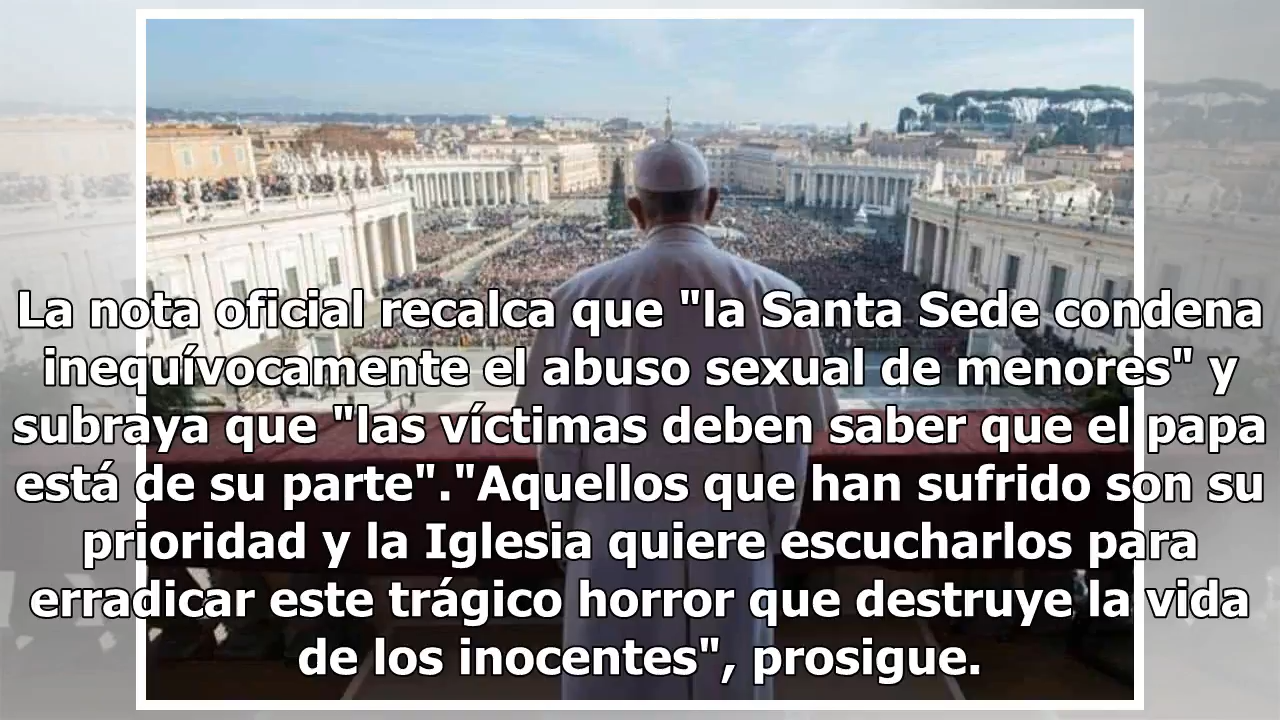 La nota oficial recalca que "la Santa Sede condena
inequívocamente el abuso sexual de menores" y
subraya que "las víctimas deben saber que el papa
está de su parte"."Aquellos que han sufrido son su
prioridad y la Iglesia quiere escucharlos para
erradicar este trágico horror que destruye la vida
de los inocentes", prosigue.